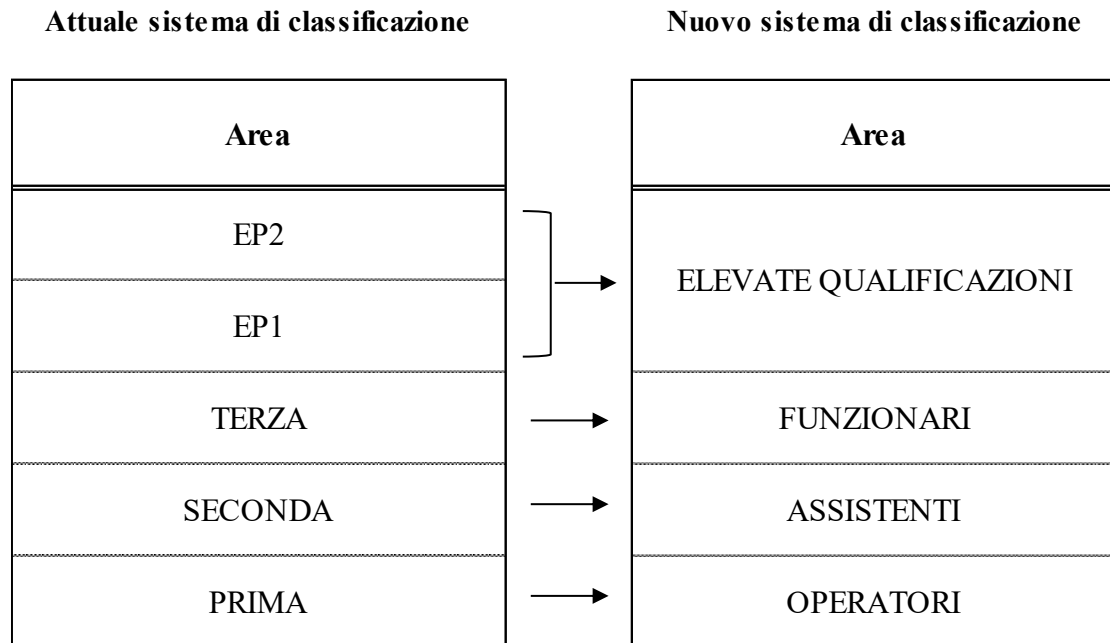 Attuale sistema di classificazione
Nuovo sistema di classificazione
Area
Area
EP2
EP1
ELEVATE QUALIFICAZIONI
TERZA
FUNZIONARI
SECONDA
ASSISTENTI
PRIMA
OPERATORI